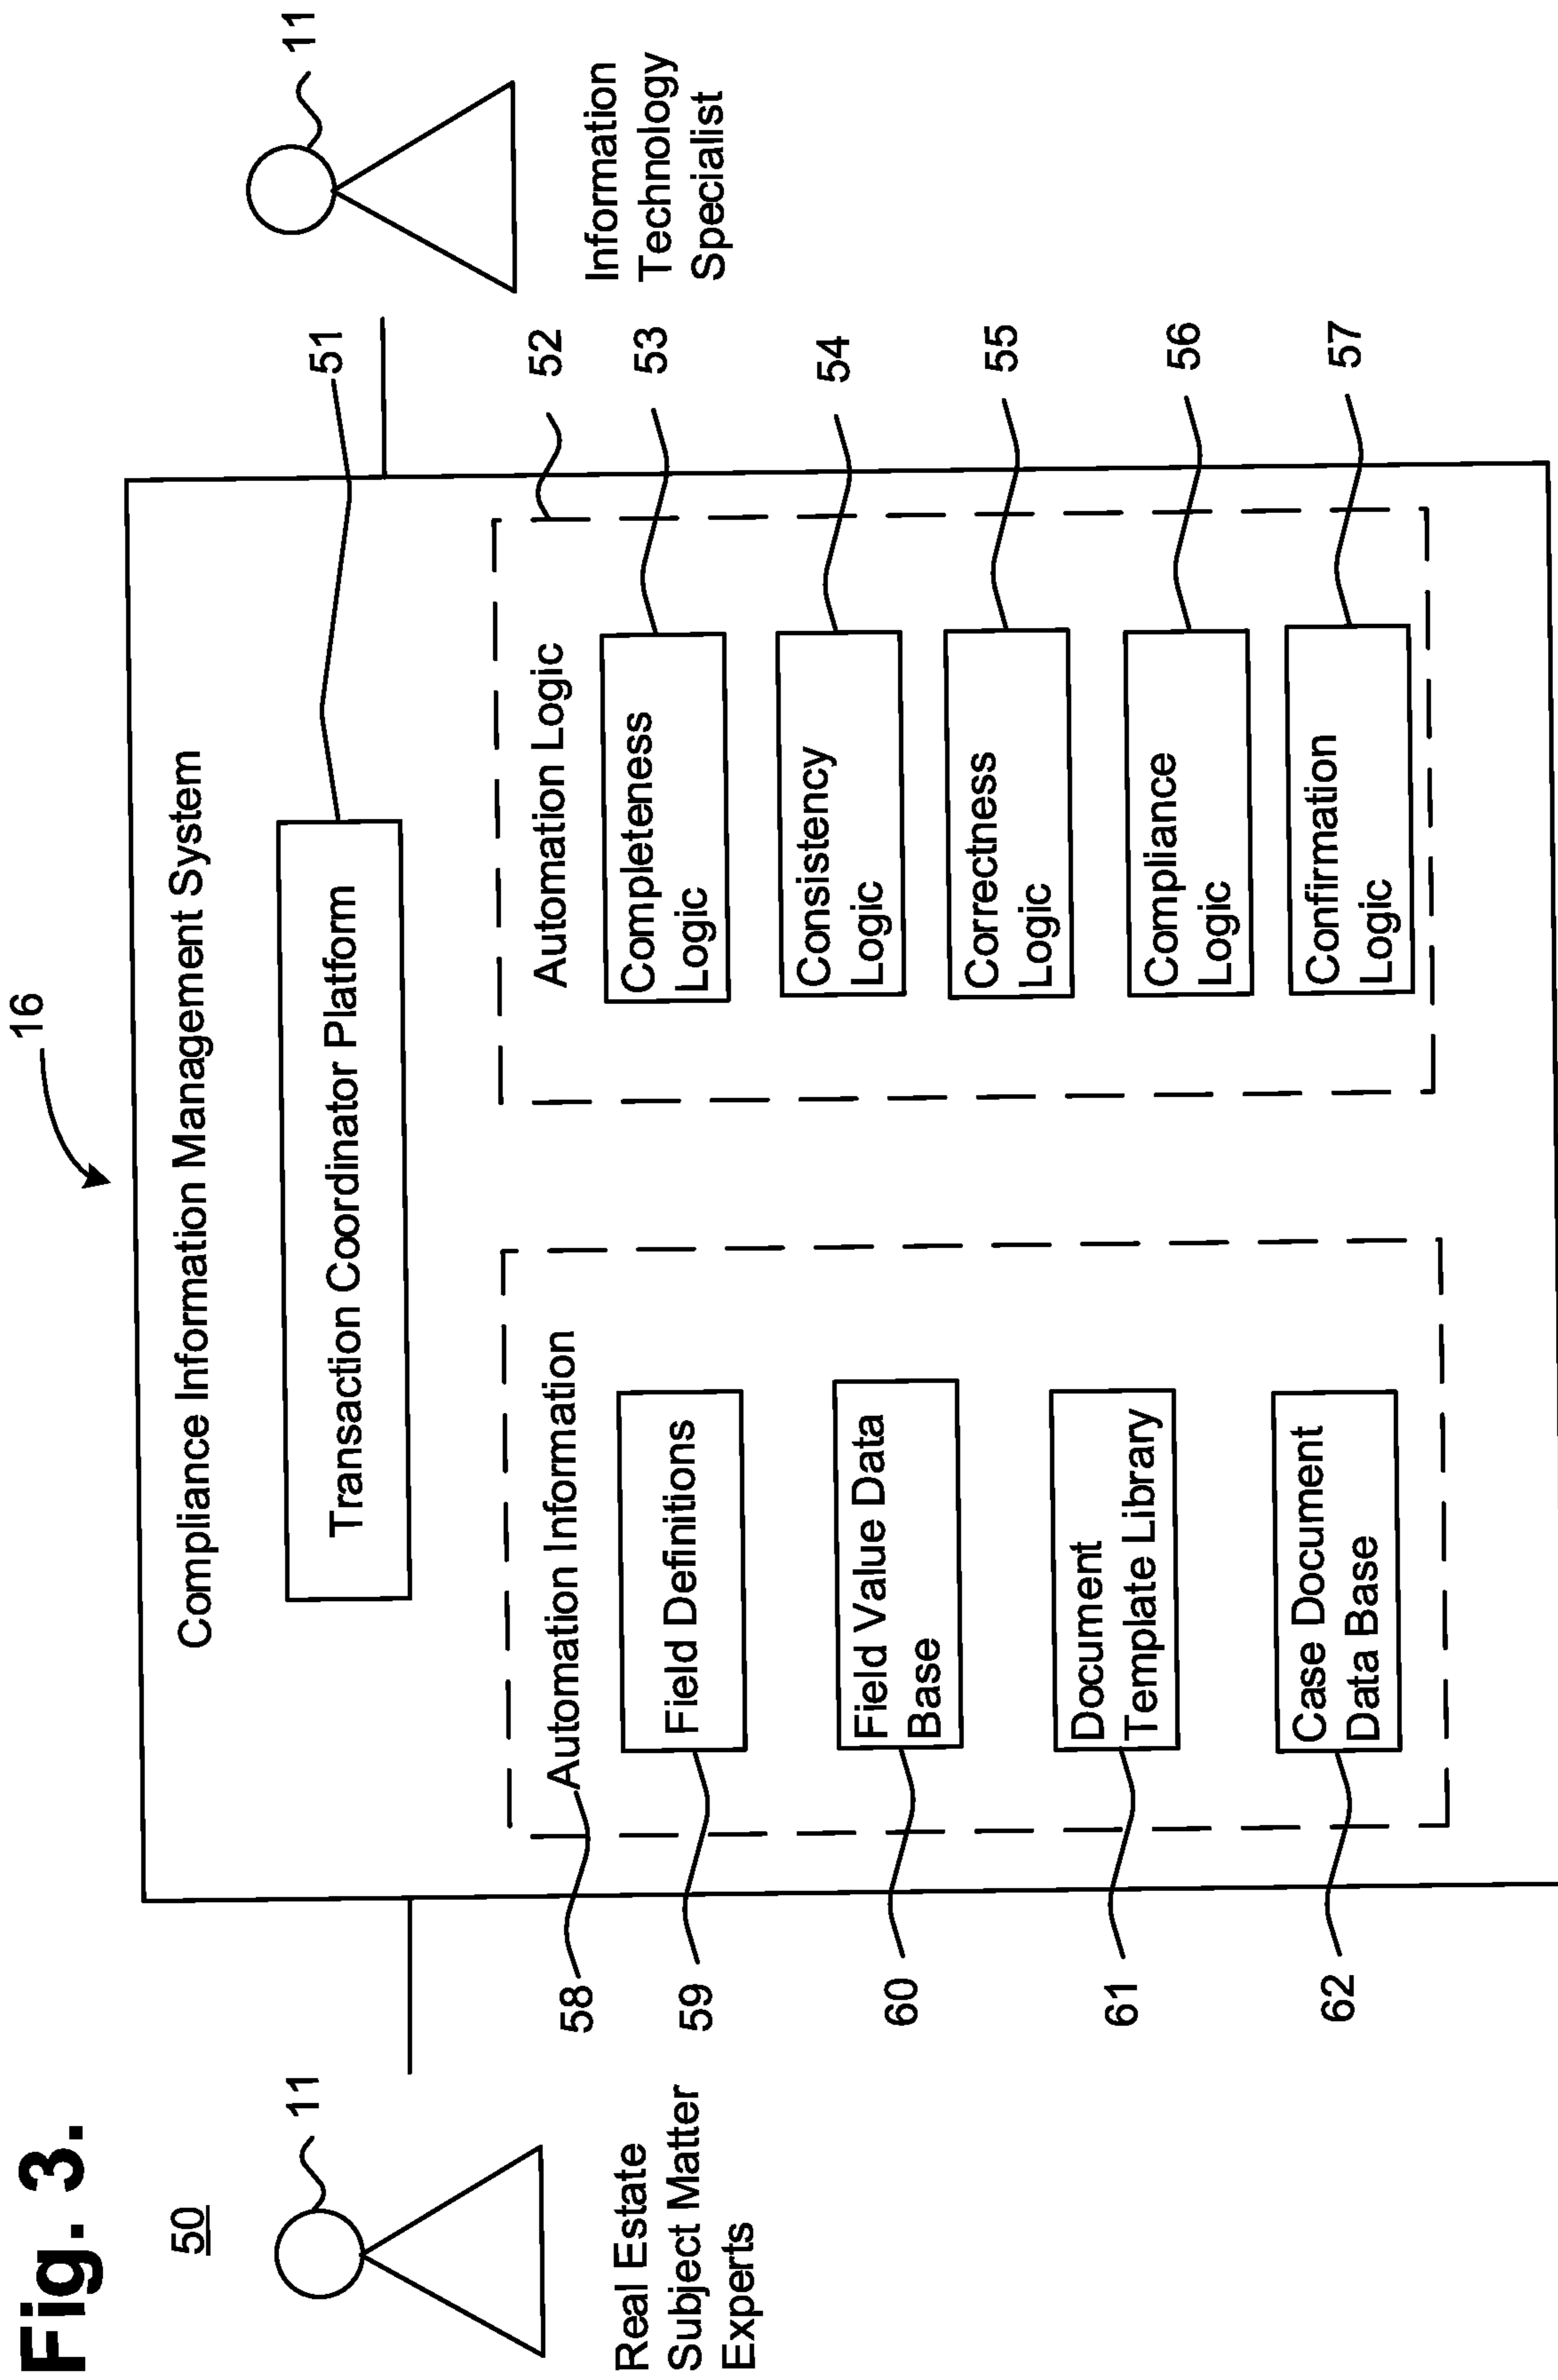 Fig. 3.
50
16
11
11
Real Estate
Subject Matter
Experts
Information
Technology
Specialist
Compliance Information Management System
Transaction Coordinator Platform
51
Automation Information
58
Field Definitions
59
Field Value Data
Base
60
Document
Template Library
61
Case Document
Data Base
62
Automation Logic
52
Completeness
Logic
53
Consistency
Logic
54
Correctness
Logic
55
Compliance
Logic
56
Confirmation
Logic
57